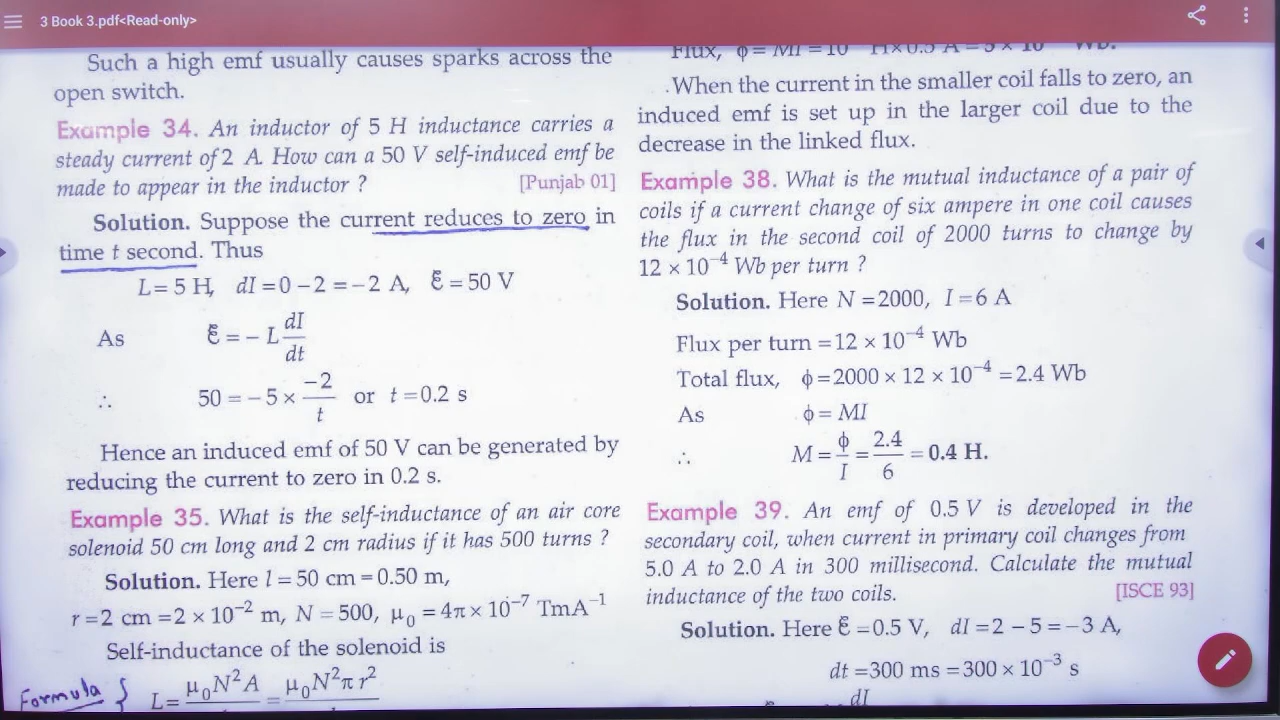 3 Book 3.pdf<Read-only>
Such a high emf usually causes sparks across the
open switch.
Example 34. An inductor of 5 H inductance carries a
steady current of 2 A. How can a 50 V self-induced emf be
made to appear in the inductor ? [Punjab 01]
Solution. Suppose the current reduces to zero in
time t second. Thus
L = 5 H, dI = 0 − 2 = − 2 A, ℰ = 50 V
As ℰ = − L dI/dt
∴ 50 = − 5 × −2/t or t = 0.2 s
Hence an induced emf of 50 V can be generated by
reducing the current to zero in 0.2 s.
Example 35. What is the self-inductance of an air core
solenoid 50 cm long and 2 cm radius if it has 500 turns ?
Solution. Here l = 50 cm = 0.50 m,
r = 2 cm = 2 × 10⁻² m, N = 500, μ₀ = 4π × 10⁻⁷ TmA⁻¹
Self-inductance of the solenoid is
Formula { L = μ₀N²A = μ₀N²π r²
Flux, ϕ = MI = 10 H × 0.5 A = 5 × 10 Wb.
When the current in the smaller coil falls to zero, an
induced emf is set up in the larger coil due to the
decrease in the linked flux.
Example 38. What is the mutual inductance of a pair of
coils if a current change of six ampere in one coil causes
the flux in the second coil of 2000 turns to change by
12 × 10⁻⁴ Wb per turn ?
Solution. Here N = 2000, I = 6 A
Flux per turn = 12 × 10⁻⁴ Wb
Total flux, ϕ = 2000 × 12 × 10⁻⁴ = 2.4 Wb
As ϕ = MI
∴ M = ϕ/I = 2.4/6 = 0.4 H.
Example 39. An emf of 0.5 V is developed in the
secondary coil, when current in primary coil changes from
5.0 A to 2.0 A in 300 millisecond. Calculate the mutual
inductance of the two coils. [ISCE 93]
Solution. Here ℰ = 0.5 V, dI = 2 − 5 = − 3 A,
dt = 300 ms = 300 × 10⁻³ s
dI